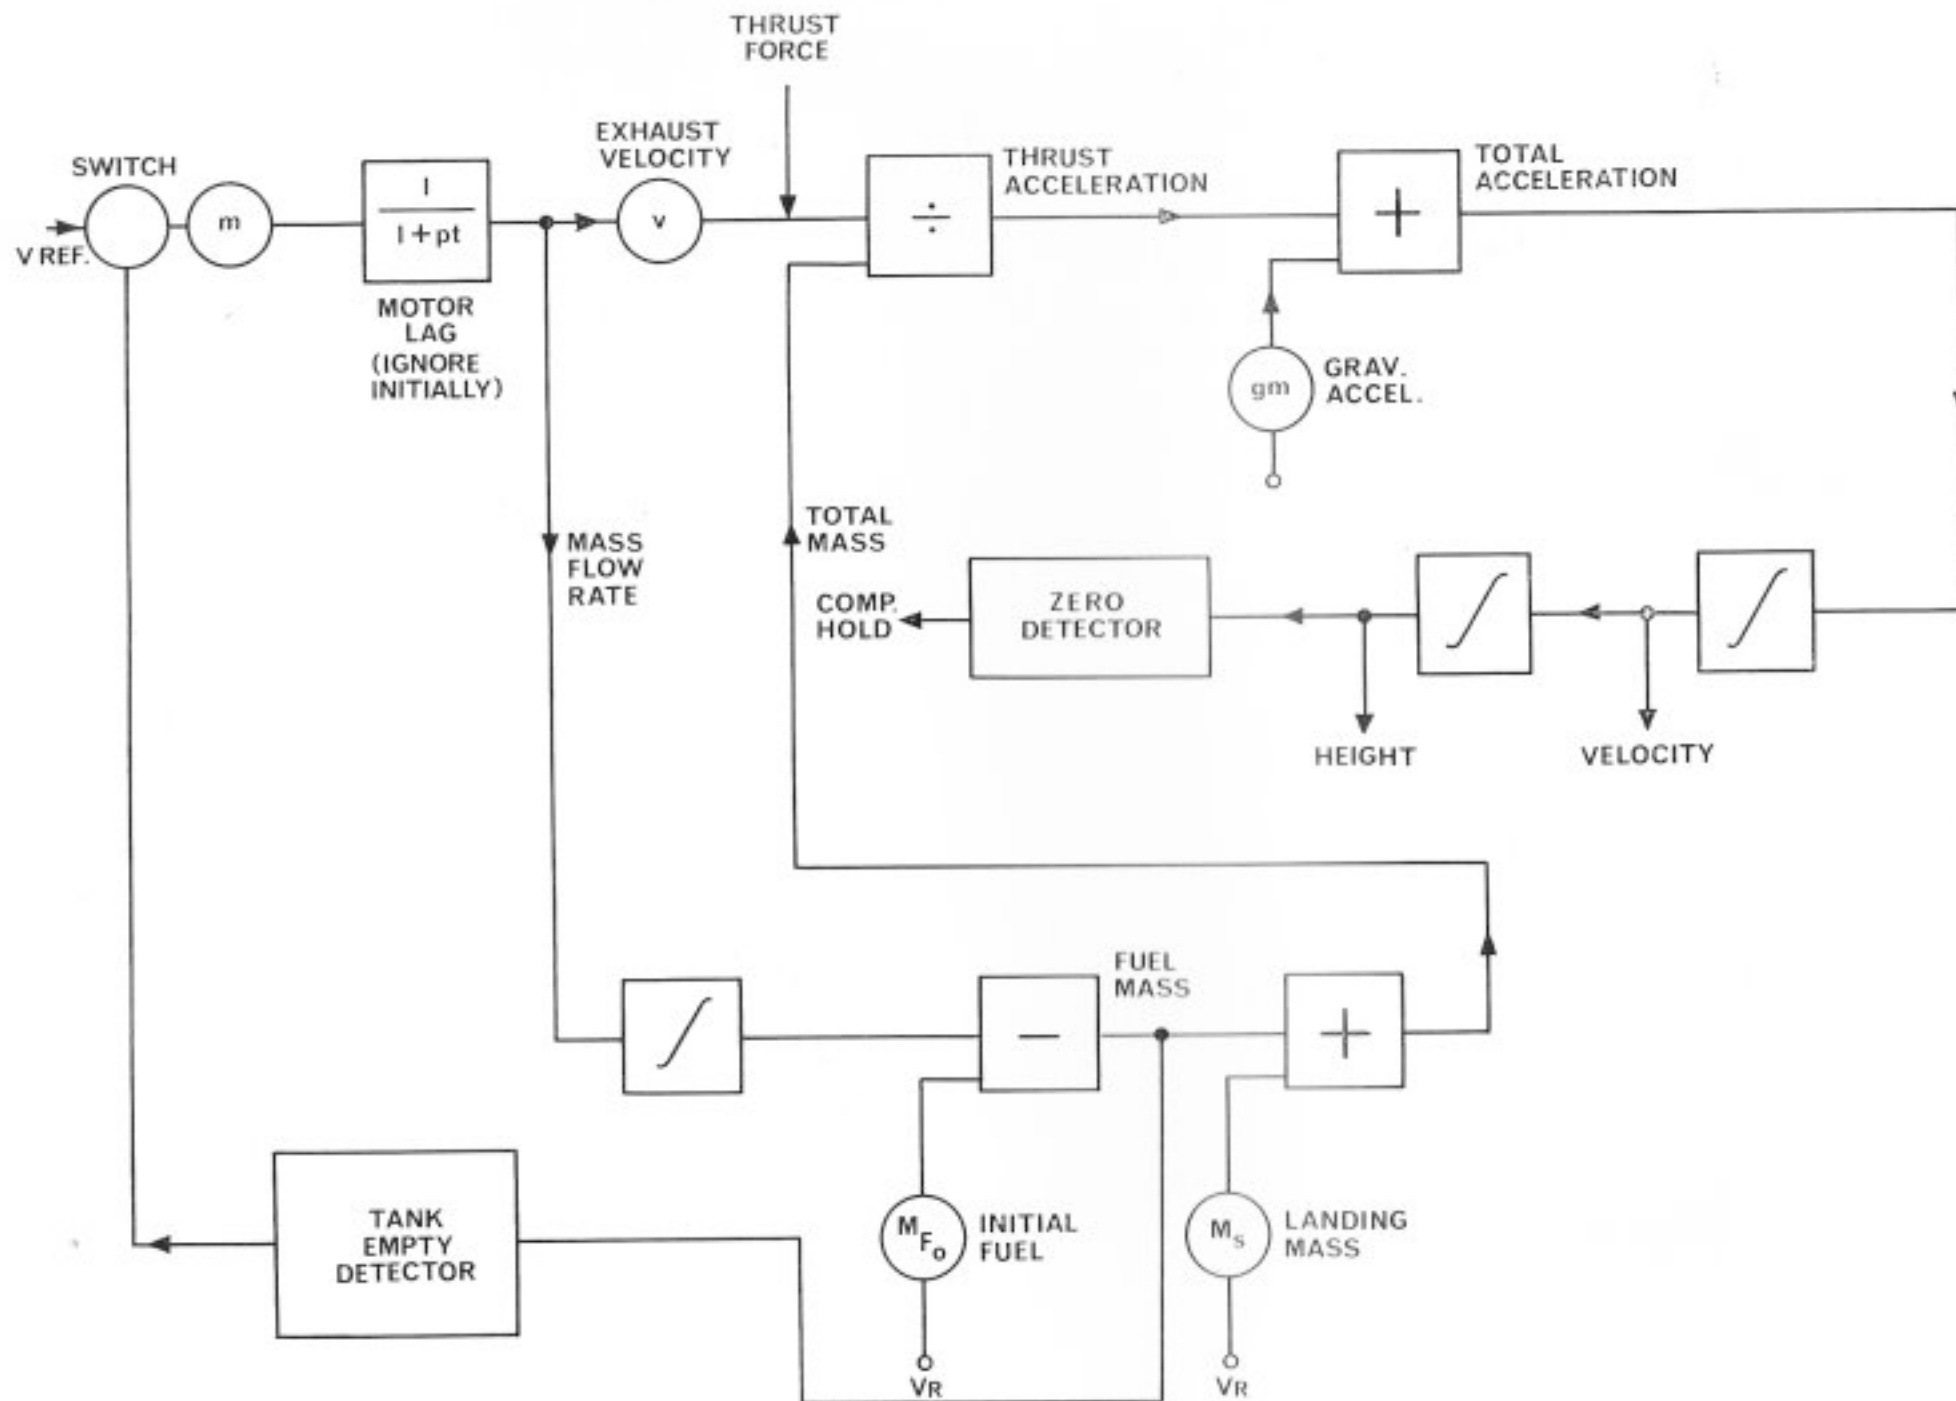 THRUST
FORCE
SWITCH
V REF.
m
I
I + pt
MOTOR
LAG
(IGNORE
INITIALLY)
EXHAUST
VELOCITY
v
÷
THRUST
ACCELERATION
+
TOTAL
ACCELERATION
gm
GRAV.
ACCEL.
MASS
FLOW
RATE
TOTAL
MASS
COMP.
HOLD
ZERO
DETECTOR
∫
∫
HEIGHT
VELOCITY
∫
−
FUEL
MASS
+
TANK
EMPTY
DETECTOR
MFo
INITIAL
FUEL
VR
Ms
LANDING
MASS
VR